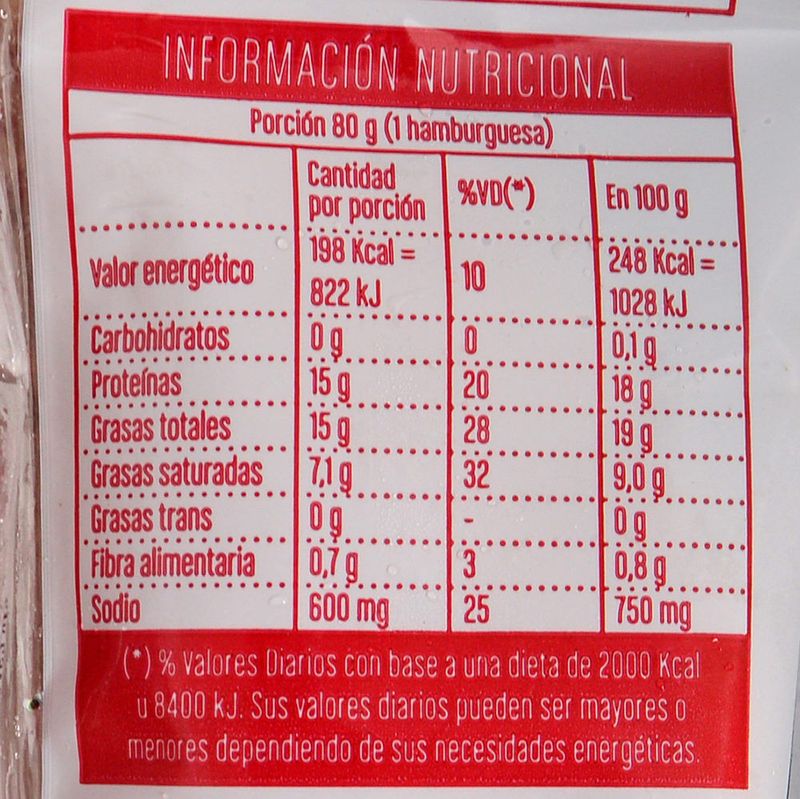 INFORMACIÓN NUTRICIONAL
Porción 80 g (1 hamburguesa)
Cantidad por porción %VD(*) En 100 g
Valor energético 198 Kcal = 822 kJ 10 248 Kcal = 1028 kJ
Carbohidratos 0 g 0 0,1 g
Proteínas 15 g 20 18 g
Grasas totales 15 g 28 19 g
Grasas saturadas 7,1 g 32 9,0 g
Grasas trans 0 g - 0 g
Fibra alimentaria 0,7 g 3 0,8 g
Sodio 600 mg 25 750 mg
(*) % Valores Diarios con base a una dieta de 2000 Kcal
u 8400 kJ. Sus valores diarios pueden ser mayores o
menores dependiendo de sus necesidades energéticas.